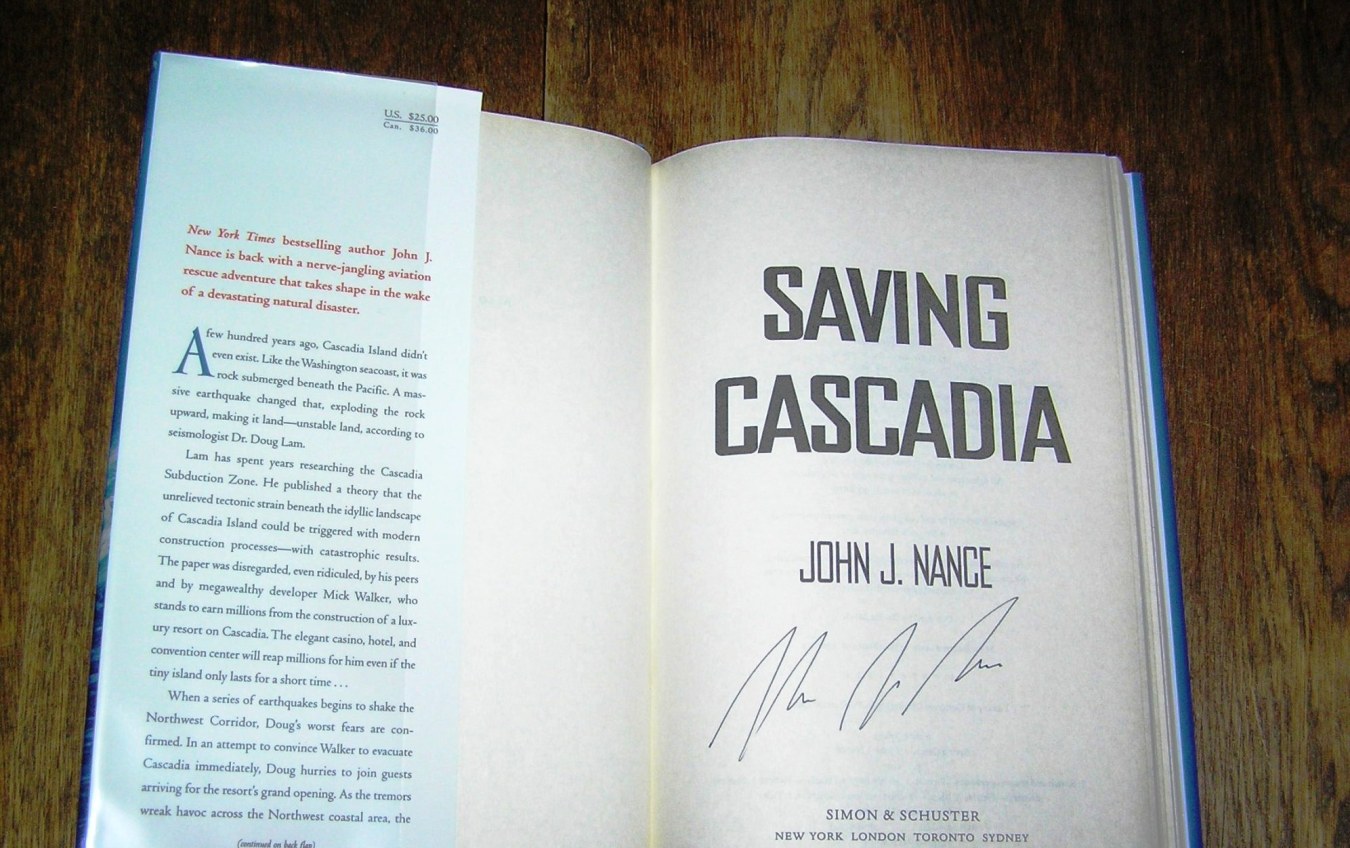 U.S. $25.00
Can. $36.00
New York Times bestselling author John J.
Nance is back with a nerve-jangling aviation
rescue adventure that takes shape in the wake
of a devastating natural disaster.
A few hundred years ago, Cascadia Island didn't
even exist. Like the Washington seacoast, it was
rock submerged beneath the Pacific. A mas-
sive earthquake changed that, exploding the rock
upward, making it land—unstable land, according to
seismologist Dr. Doug Lam.
Lam has spent years researching the Cascadia
Subduction Zone. He published a theory that the
unrelieved tectonic strain beneath the idyllic landscape
of Cascadia Island could be triggered with modern
construction processes—with catastrophic results.
The paper was disregarded, even ridiculed, by his peers
and by megawealthy developer Mick Walker, who
stands to earn millions from the construction of a lux-
ury resort on Cascadia. The elegant casino, hotel, and
convention center will reap millions for him even if the
tiny island only lasts for a short time . . .
When a series of earthquakes begins to shake the
Northwest Corridor, Doug's worst fears are con-
firmed. In an attempt to convince Walker to evacuate
Cascadia immediately, Doug hurries to join guests
arriving for the resort's grand opening. As the tremors
wreak havoc across the Northwest coastal area, the
(continued on back flap)
SAVING
CASCADIA
JOHN J. NANCE
SIMON & SCHUSTER
NEW YORK LONDON TORONTO SYDNEY